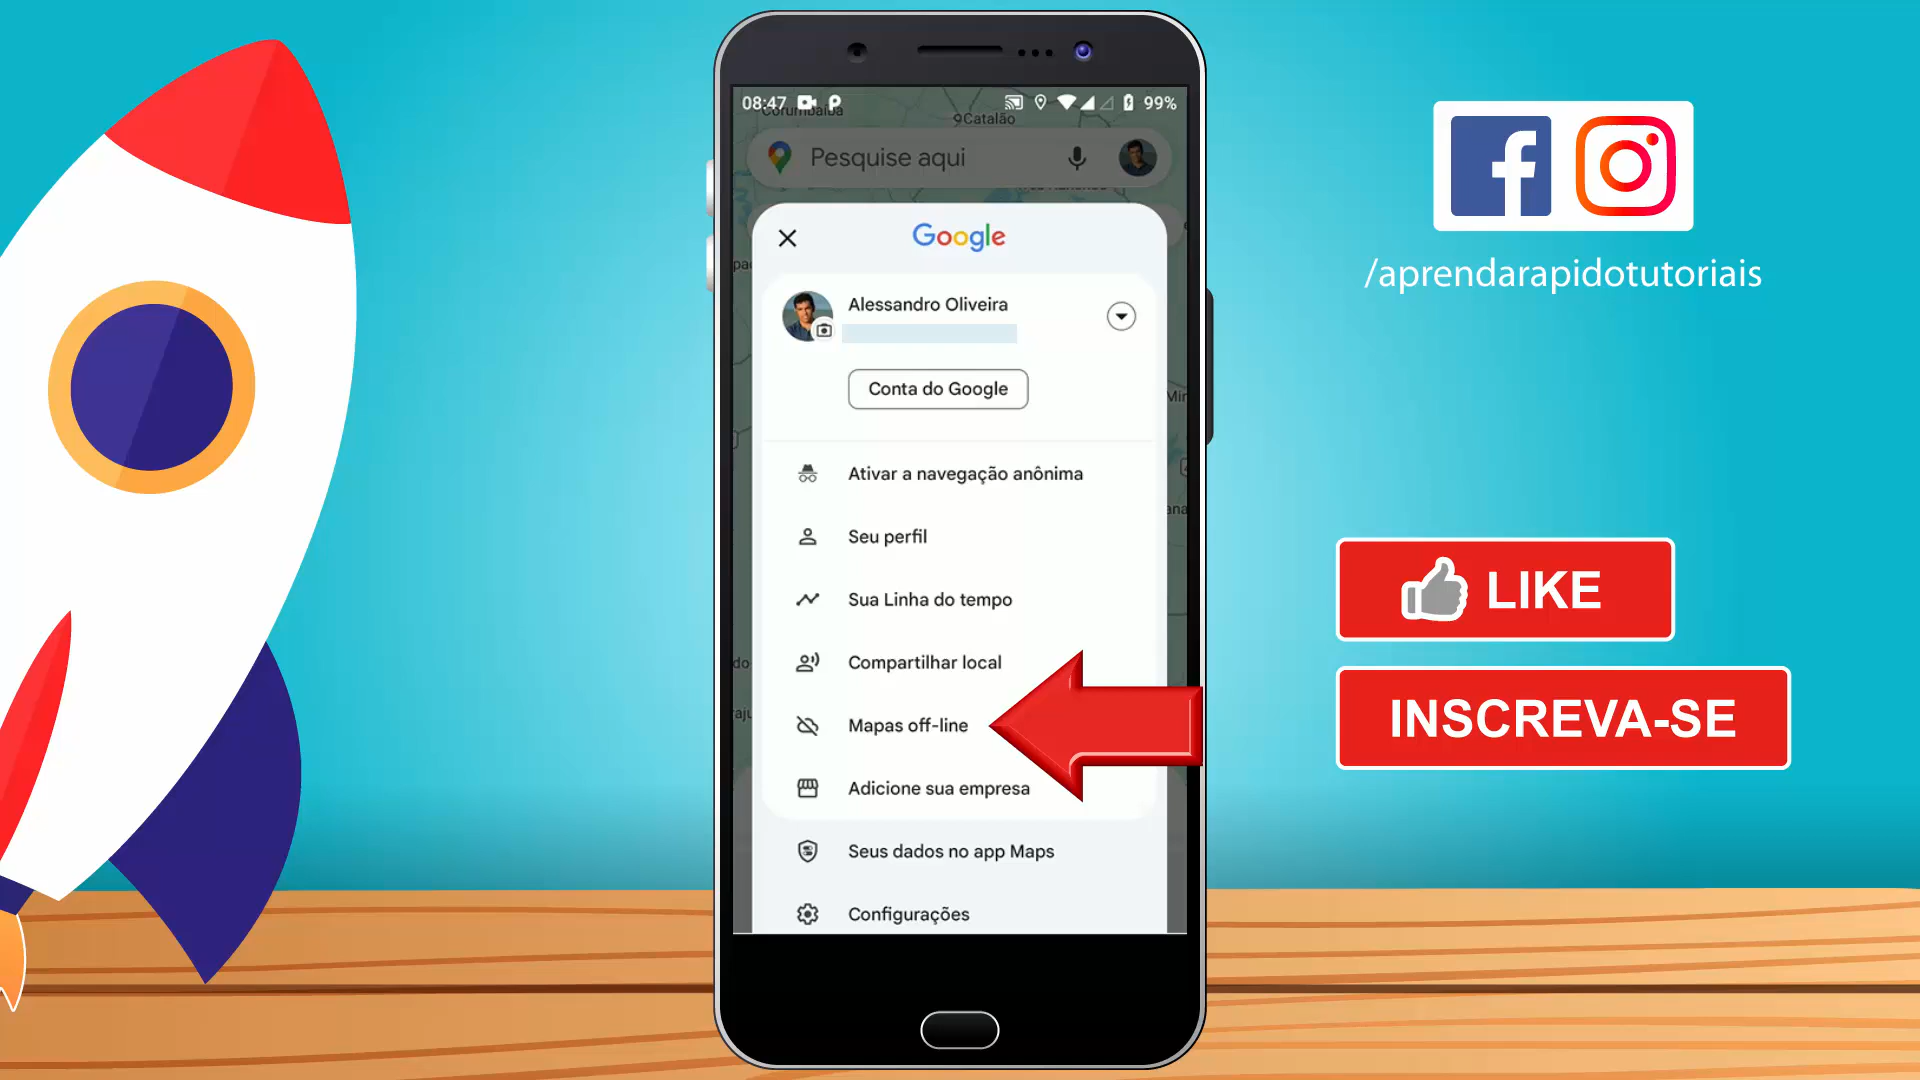 08:47
99%
Corumbaíba
Catalão
Pesquise aqui
Google
Alessandro Oliveira
Conta do Google
Ativar a navegação anônima
Seu perfil
Sua Linha do tempo
Compartilhar local
Mapas off-line
Adicione sua empresa
Seus dados no app Maps
Configurações
/aprendarapidotutoriais
LIKE
INSCREVA-SE